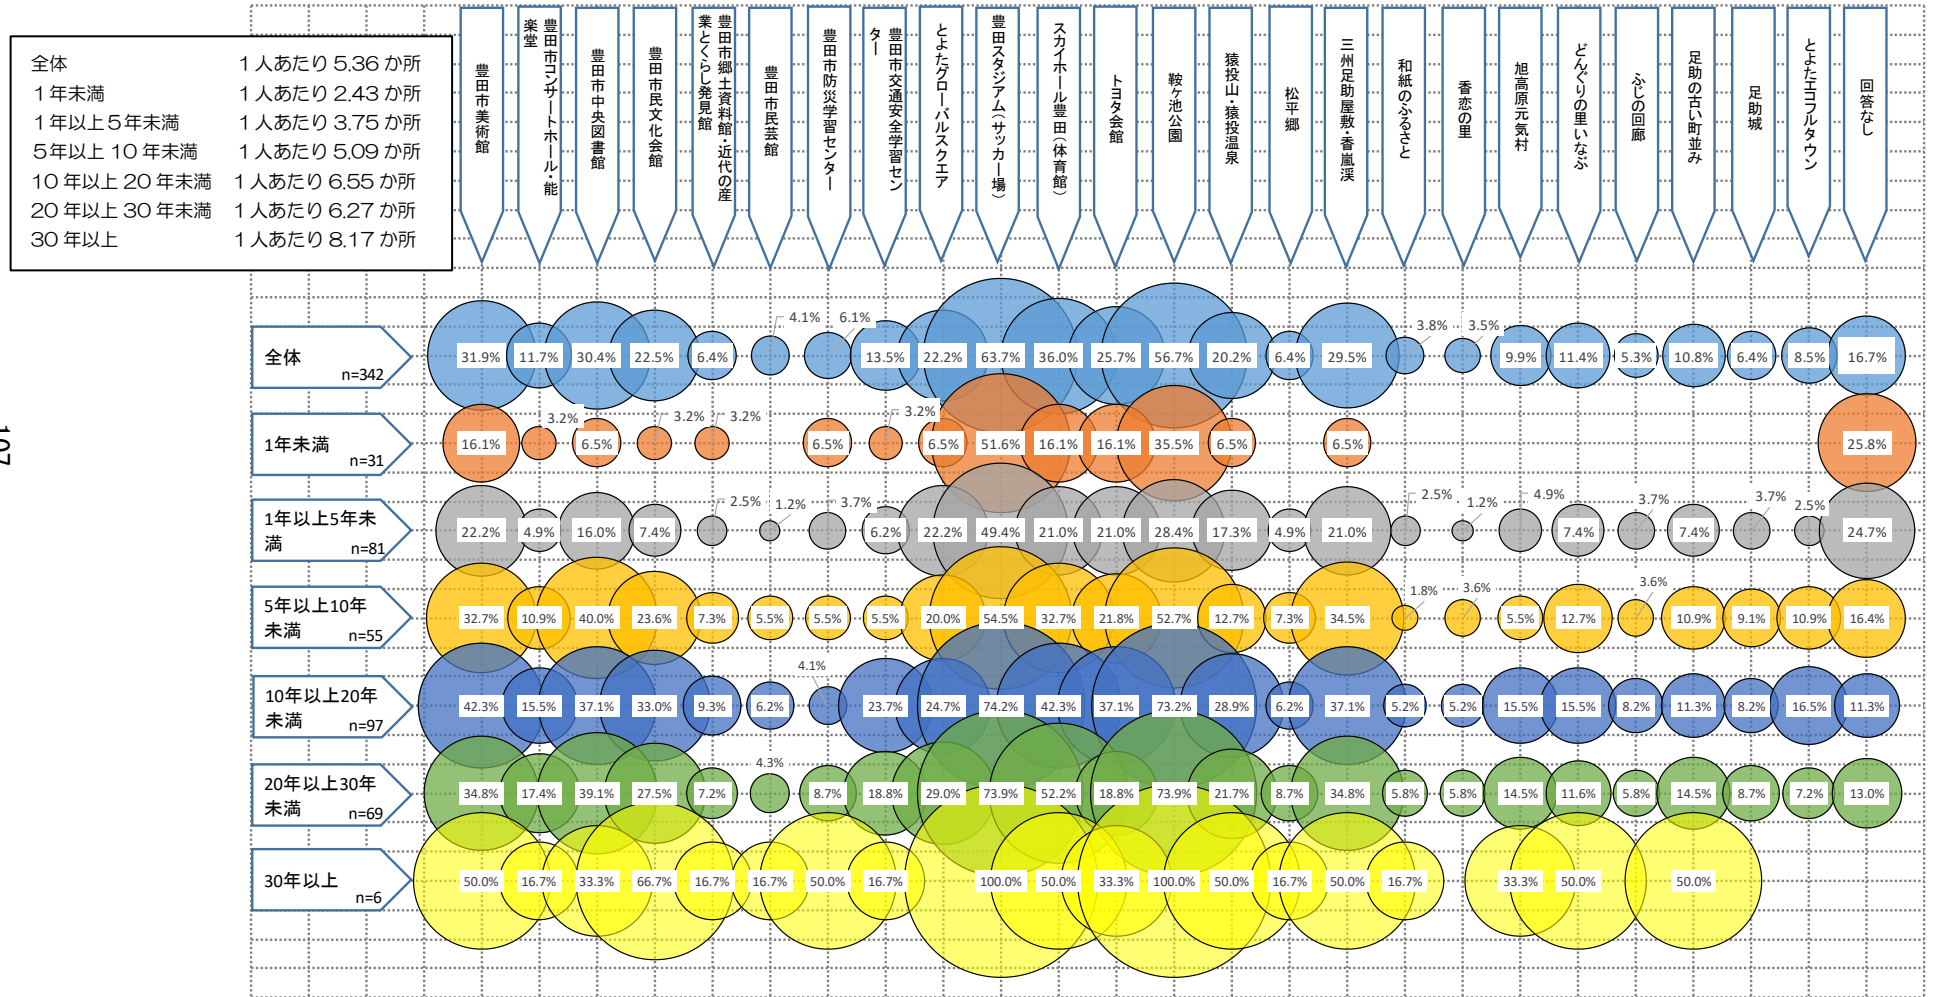 全体 1人あたり5.36か所
1年未満 1人あたり2.43か所
1年以上5年未満 1人あたり3.75か所
5年以上10年未満 1人あたり5.09か所
10年以上20年未満 1人あたり6.55か所
20年以上30年未満 1人あたり6.27か所
30年以上 1人あたり8.17か所
豊田市美術館
豊田市コンサートホール・能
楽堂
豊田市中央図書館
豊田市民文化会館
豊田市郷土資料館・近代の産
業とくらし発見館
豊田市民芸館
豊田市防災学習センター
豊田市交通安全学習セン
ター
とよたグローバルスクエア
豊田スタジアム(サッカー場)
スカイホール豊田(体育館)
トヨタ会館
鞍ヶ池公園
猿投山・猿投温泉
松平郷
三州足助屋敷・香嵐渓
和紙のふるさと
香恋の里
旭高原元気村
どんぐりの里いなぶ
ふじの回廊
足助の古い町並み
足助城
とよたエコフルタウン
回答なし
全体
n=342
31.9% 11.7% 30.4% 22.5% 6.4% 4.1% 6.1% 13.5% 22.2% 63.7% 36.0% 25.7% 56.7% 20.2% 6.4% 29.5% 3.8% 3.5% 9.9% 11.4% 5.3% 10.8% 6.4% 8.5% 16.7%
1年未満
n=31
16.1% 3.2% 6.5% 3.2% 3.2% 6.5% 3.2% 6.5% 51.6% 16.1% 16.1% 35.5% 6.5% 6.5% 25.8%
1年以上5年未
満
n=81
22.2% 4.9% 16.0% 7.4% 2.5% 1.2% 3.7% 6.2% 22.2% 49.4% 21.0% 21.0% 28.4% 17.3% 4.9% 21.0% 2.5% 1.2% 4.9% 7.4% 3.7% 7.4% 3.7% 2.5% 24.7%
5年以上10年
未満
n=55
32.7% 10.9% 40.0% 23.6% 7.3% 5.5% 5.5% 5.5% 20.0% 54.5% 32.7% 21.8% 52.7% 12.7% 7.3% 34.5% 1.8% 3.6% 5.5% 12.7% 3.6% 10.9% 9.1% 10.9% 16.4%
10年以上20年
未満
n=97
42.3% 15.5% 37.1% 33.0% 9.3% 6.2% 4.1% 23.7% 24.7% 74.2% 42.3% 37.1% 73.2% 28.9% 6.2% 37.1% 5.2% 5.2% 15.5% 15.5% 8.2% 11.3% 8.2% 16.5% 11.3%
20年以上30年
未満
n=69
34.8% 17.4% 39.1% 27.5% 7.2% 4.3% 8.7% 18.8% 29.0% 73.9% 52.2% 18.8% 73.9% 21.7% 8.7% 34.8% 5.8% 5.8% 14.5% 11.6% 5.8% 14.5% 8.7% 7.2% 13.0%
30年以上
n=6
50.0% 16.7% 33.3% 66.7% 16.7% 16.7% 50.0% 16.7% 100.0% 50.0% 33.3% 100.0% 50.0% 16.7% 50.0% 16.7% 33.3% 50.0% 50.0%